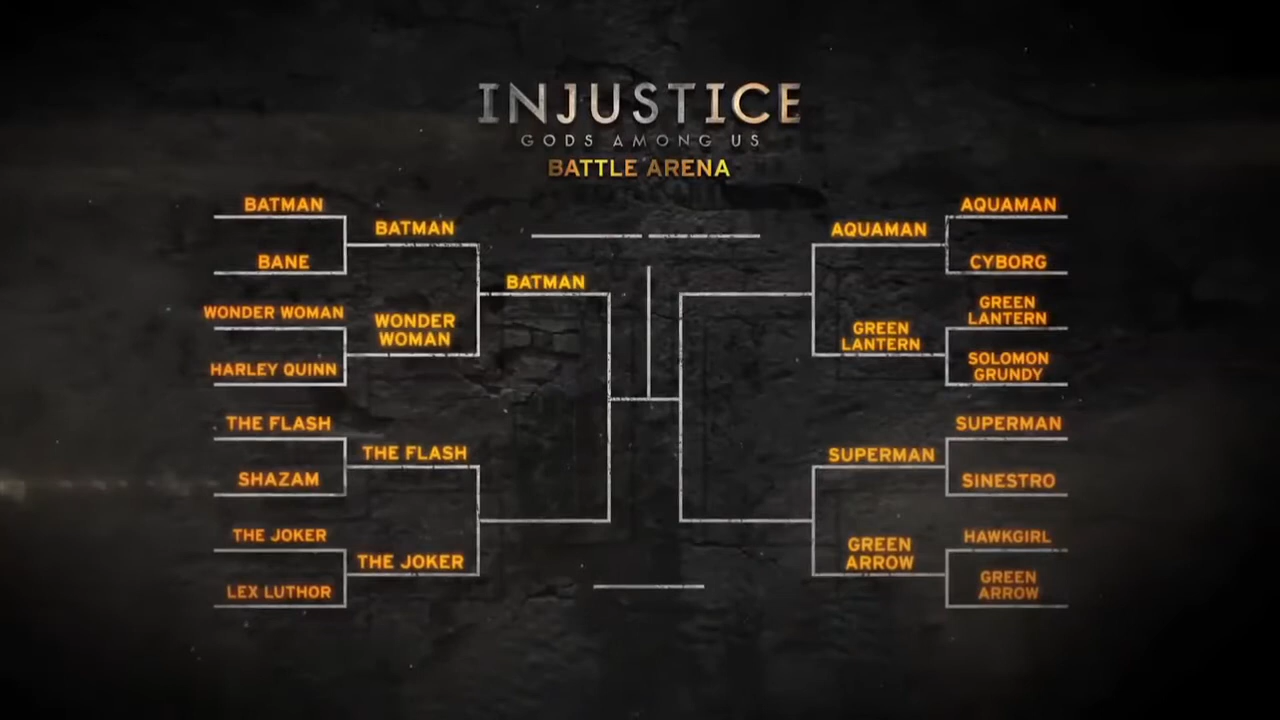 INJUSTICE
GODS AMONG US
BATTLE ARENA
BATMAN
BANE
WONDER WOMAN
HARLEY QUINN
THE FLASH
SHAZAM
THE JOKER
LEX LUTHOR
BATMAN
WONDER
WOMAN
THE FLASH
THE JOKER
BATMAN
AQUAMAN
GREEN
LANTERN
SUPERMAN
GREEN
ARROW
AQUAMAN
CYBORG
GREEN
LANTERN
SOLOMON
GRUNDY
SUPERMAN
SINESTRO
HAWKGIRL
GREEN
ARROW